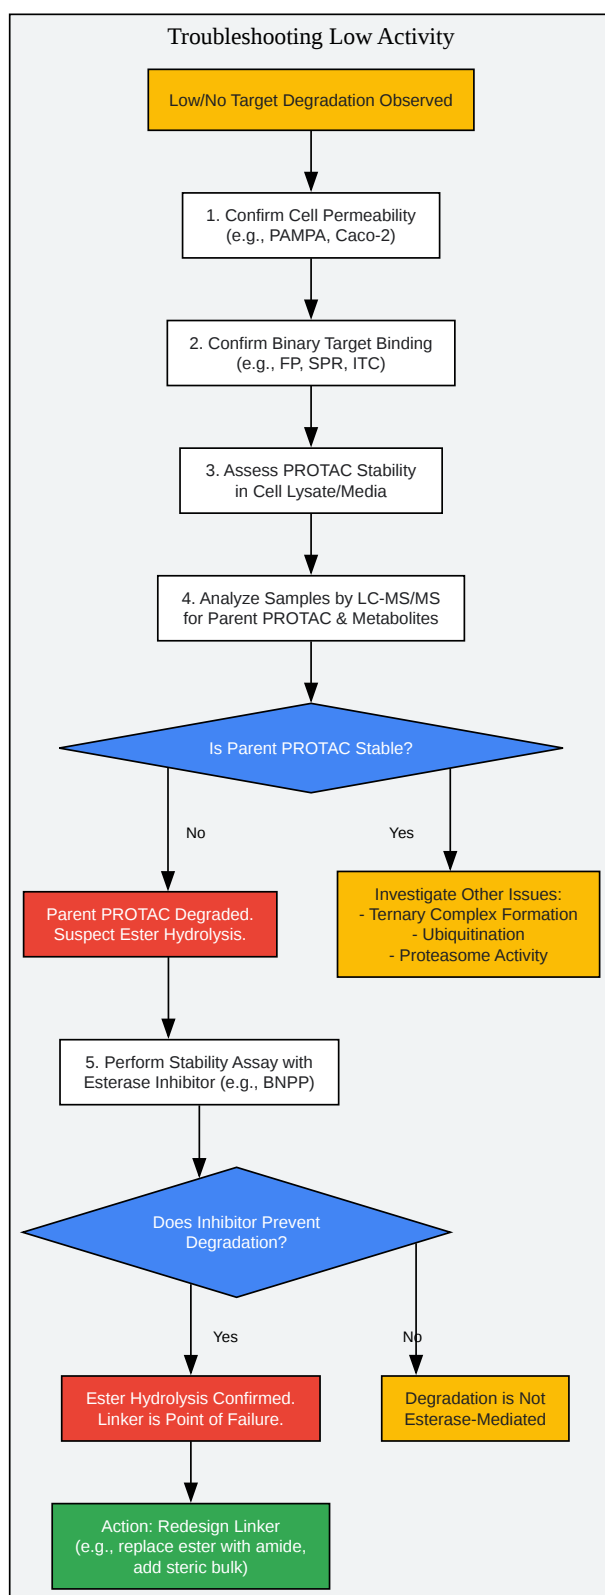 Troubleshooting Low Activity
Low/No Target Degradation Observed
1. Confirm Cell Permeability
(e.g., PAMPA, Caco-2)
2. Confirm Binary Target Binding
(e.g., FP, SPR, ITC)
3. Assess PROTAC Stability
in Cell Lysate/Media
4. Analyze Samples by LC-MS/MS
for Parent PROTAC & Metabolites
Is Parent PROTAC Stable?
No
Yes
Parent PROTAC Degraded.
Suspect Ester Hydrolysis.
Investigate Other Issues:
- Ternary Complex Formation
- Ubiquitination
- Proteasome Activity
5. Perform Stability Assay with
Esterase Inhibitor (e.g., BNPP)
Does Inhibitor Prevent
Degradation?
Yes
No
Ester Hydrolysis Confirmed.
Linker is Point of Failure.
Degradation is Not
Esterase-Mediated
Action: Redesign Linker
(e.g., replace ester with amide,
add steric bulk)